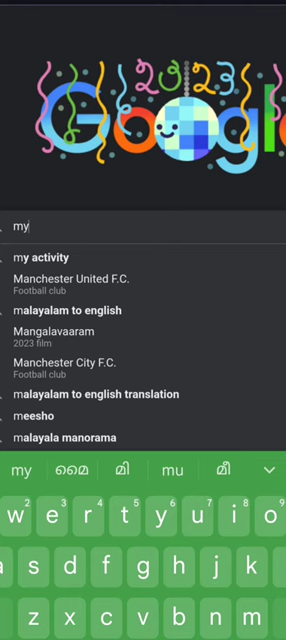 Google
2023
my
my activity
Manchester United F.C.
Football club
malayalam to english
Mangalavaaram
2023 film
Manchester City F.C.
Football club
malayalam to english translation
meesho
malayala manorama
my മൈ മി mu മീ
w 2 e 3 r 4 t 5 y 6 u 7 i 8 o 9
a s d f g h j k
z x c v b n m